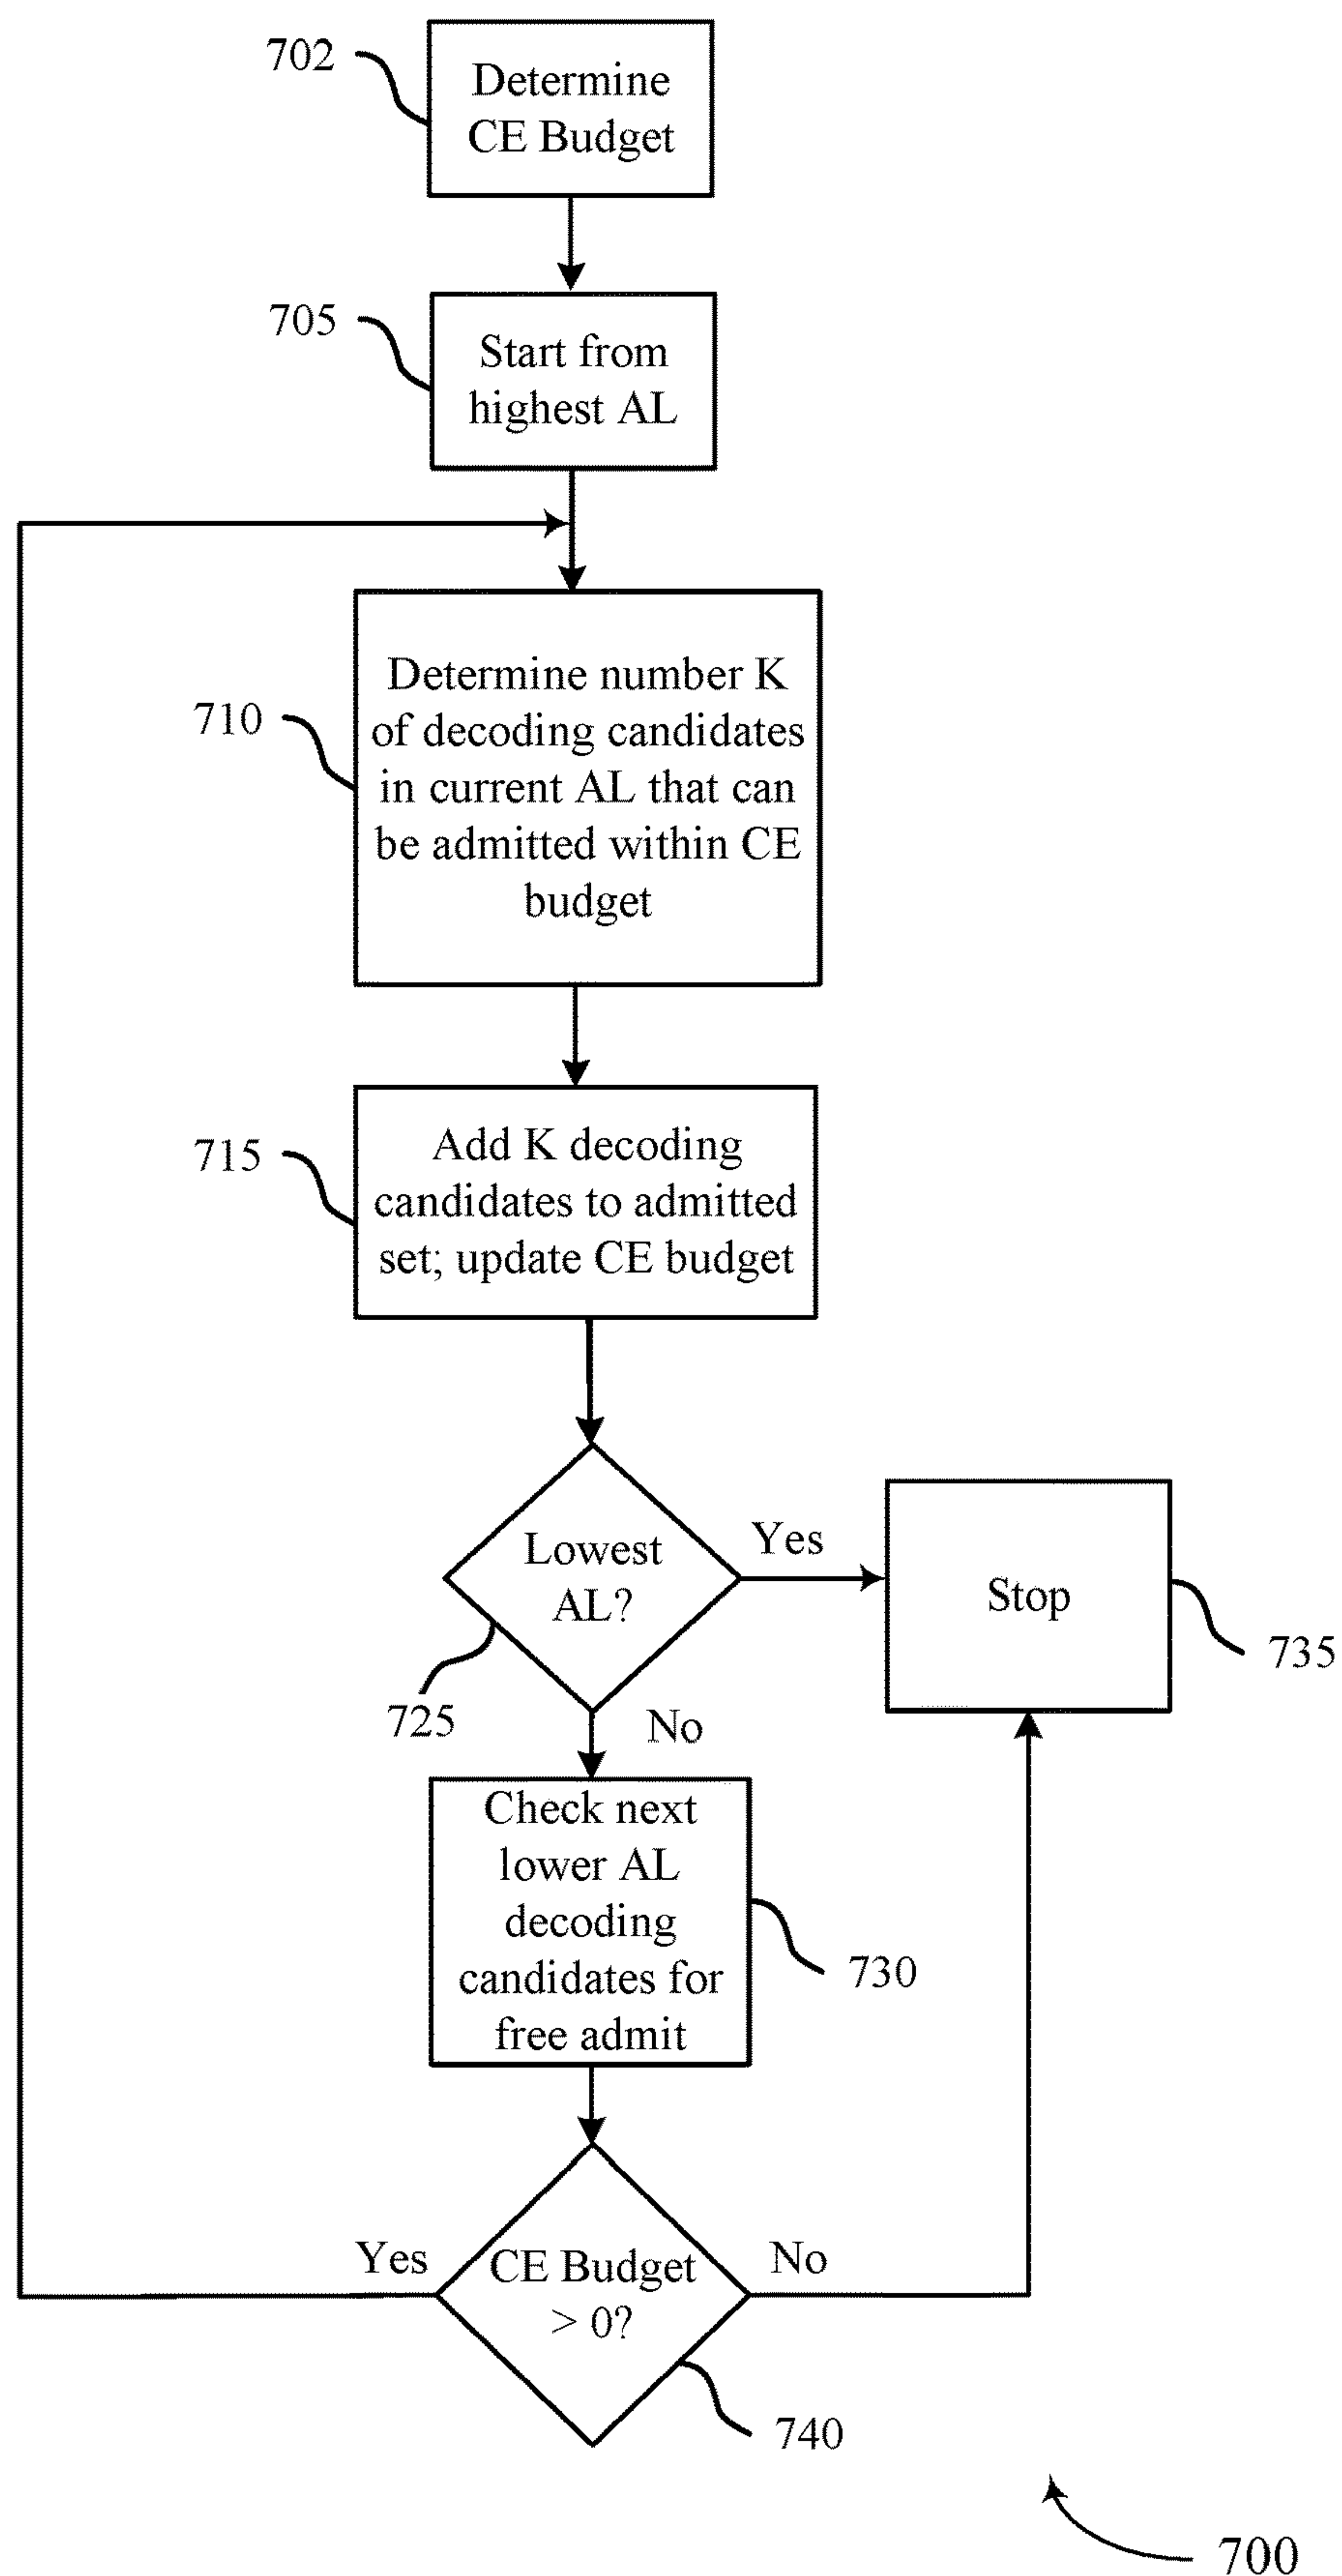 702
Determine
CE Budget
705
Start from
highest AL
710
Determine number K
of decoding candidates
in current AL that can
be admitted within CE
budget
715
Add K decoding
candidates to admitted
set; update CE budget
Lowest
AL?
Yes
Stop
735
725
No
Check next
lower AL
decoding
candidates for
free admit
730
Yes
CE Budget
> 0?
No
740
700